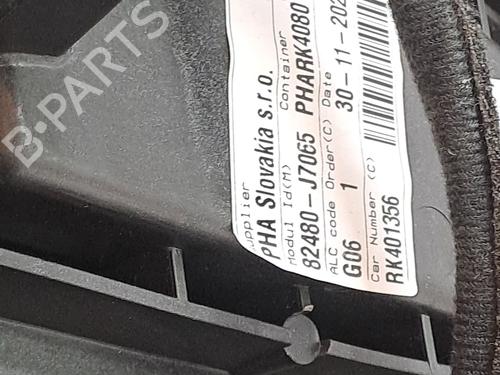 B-PARTS
Supplier
PHA Slovakia s.r.o.
Modul Id(M) Container
82480-J7065 PHARK4080
ALC code Order(C) Date
G06 1 30-11-202
Car Number (C)
RK401356